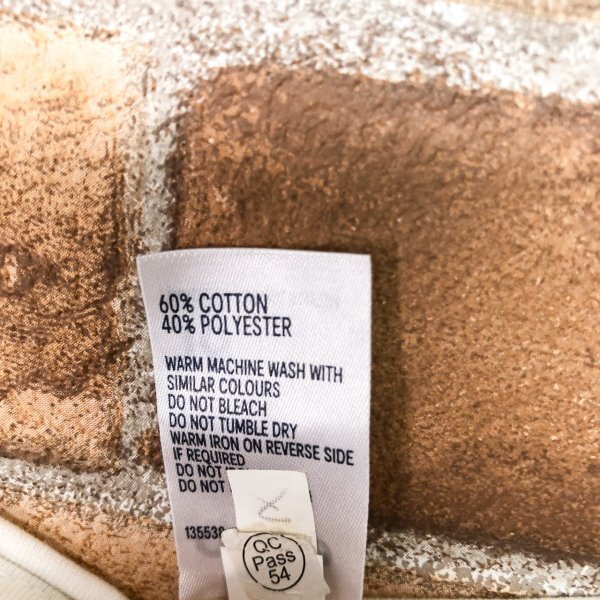 60% COTTON
40% POLYESTER
WARM MACHINE WASH WITH
SIMILAR COLOURS
DO NOT BLEACH
DO NOT TUMBLE DRY
WARM IRON ON REVERSE SIDE
IF REQUIRED
DO NOT
DO NOT
135538
QC
Pass
54